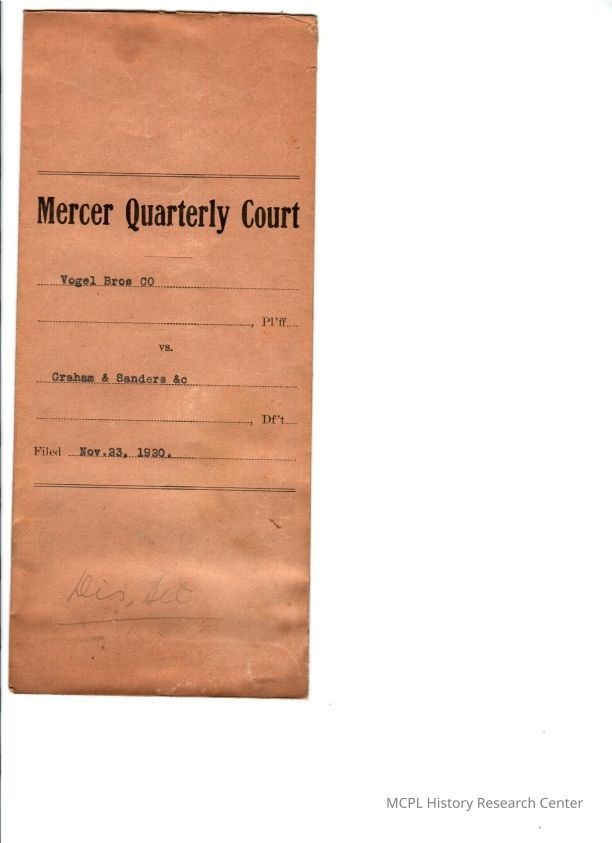 Mercer Quarterly Court
Vogel Bros CO
, Pl'ff
vs.
Graham & Sanders &c
, Df't
Filed Nov.23, 1920.
Dis,
MCPL History Research Center